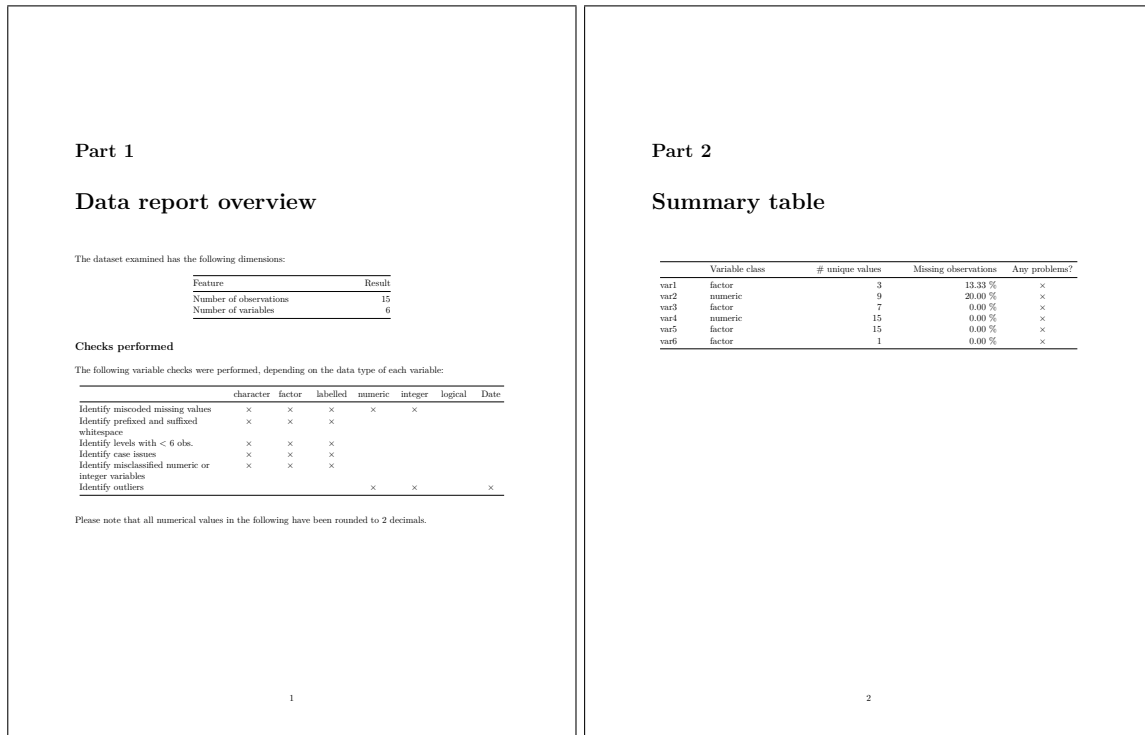 Part 1
Data report overview
The dataset examined has the following dimensions:
Feature Result
Number of observations 15
Number of variables 6
Checks performed
The following variable checks were performed, depending on the data type of each variable:
character factor labelled numeric integer logical Date
Identify miscoded missing values × × × × ×
Identify prefixed and suffixed × × ×
whitespace
Identify levels with < 6 obs. × × ×
Identify case issues × × ×
Identify misclassified numeric or × × ×
integer variables
Identify outliers × × ×
Please note that all numerical values in the following have been rounded to 2 decimals.
1
Part 2
Summary table
Variable class # unique values Missing observations Any problems?
var1 factor 3 13.33 % ×
var2 numeric 9 20.00 % ×
var3 factor 7 0.00 % ×
var4 numeric 15 0.00 % ×
var5 factor 15 0.00 % ×
var6 factor 1 0.00 % ×
2